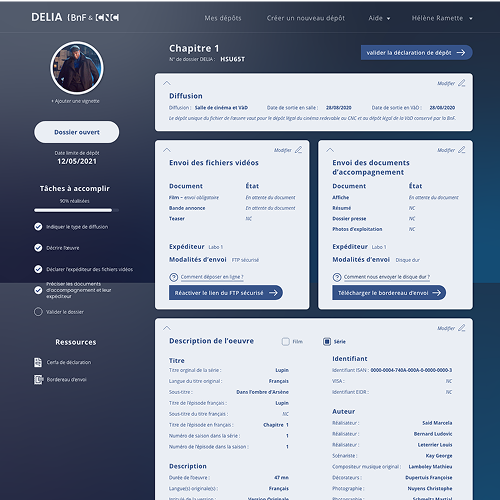 DELIA {BnF & CNC
Mes dépôts
Créer un nouveau dépôt
Aide
Hélène Ramette
+ Ajouter une vignette
Dossier ouvert
Date limite de dépôt
12/05/2021
Tâches à accomplir
90% réalisées
Indiquer le type de diffusion
Décrire l'œuvre
Déclarer l'expéditeur des fichiers vidéos
Préciser les documents
d'accompagnement et leur
expéditeur
Valider le dossier
Ressources
Cerfa de déclaration
Bordereau d'envoi
Chapitre 1
N° de dossier DELIA : HSU65T
valider la déclaration de dépôt
Modifier
Diffusion
Diffusion : Salle de cinéma et VàD Date de sortie en salle : 28/08/2020 Date de sortie en VàD : 28/08/2020
Le dépôt unique du fichier de l'œuvre vaut pour le dépôt légal du cinéma redevable au CNC et au dépôt légal de la VàD conservé par la BnF.
Modifier
Envoi des fichiers vidéos
Document État
Film – envoi obligatoire En attente du document
Bande annonce En attente du document
Teaser NC
Expéditeur Labo 1
Modalités d'envoi FTP sécurisé
Comment déposer en ligne ?
Réactiver le lien du FTP sécurisé
Modifier
Envoi des documents
d'accompagnement
Document État
Affiche En attente du document
Résumé NC
Dossier presse NC
Photos d'exploitation NC
Expéditeur Labo 1
Modalités d'envoi Disque dur
Comment nous envoyer le disque dur ?
Télécharger le bordereau d'envoi
Modifier
Description de l'oeuvre
Film
Série
Titre
Titre original de la série : Lupin
Langue du titre original : Français
Sous-titre : Dans l'ombre d'Arsène
Titre de l'épisode français : Lupin
Sous-titre du titre français : NC
Titre de l'épisode en français : Chapitre 1
Numéro de saison dans la série : 1
Numéro de l'épisode dans la saison : 1
Description
Durée de l'oeuvre : 47 mn
Langue(s) originale(s) : Français
Intitulé de la version : Version Originale
Identifiant
Identifiant ISAN : 0000-0004-740A-000A-0-0000-0000-3
VISA : NC
Identifiant EIDR : NC
Auteur
Réalisateur : Said Marcela
Réalisateur : Bernard Ludovic
Réalisateur : Leterrier Louis
Scénariste : Kay George
Compositeur musique original : Lamboley Mathieu
Décorateurs : Dupertuis Françoise
Photographie : Nuyens Christophe
Photographie : Schmeitz Martial